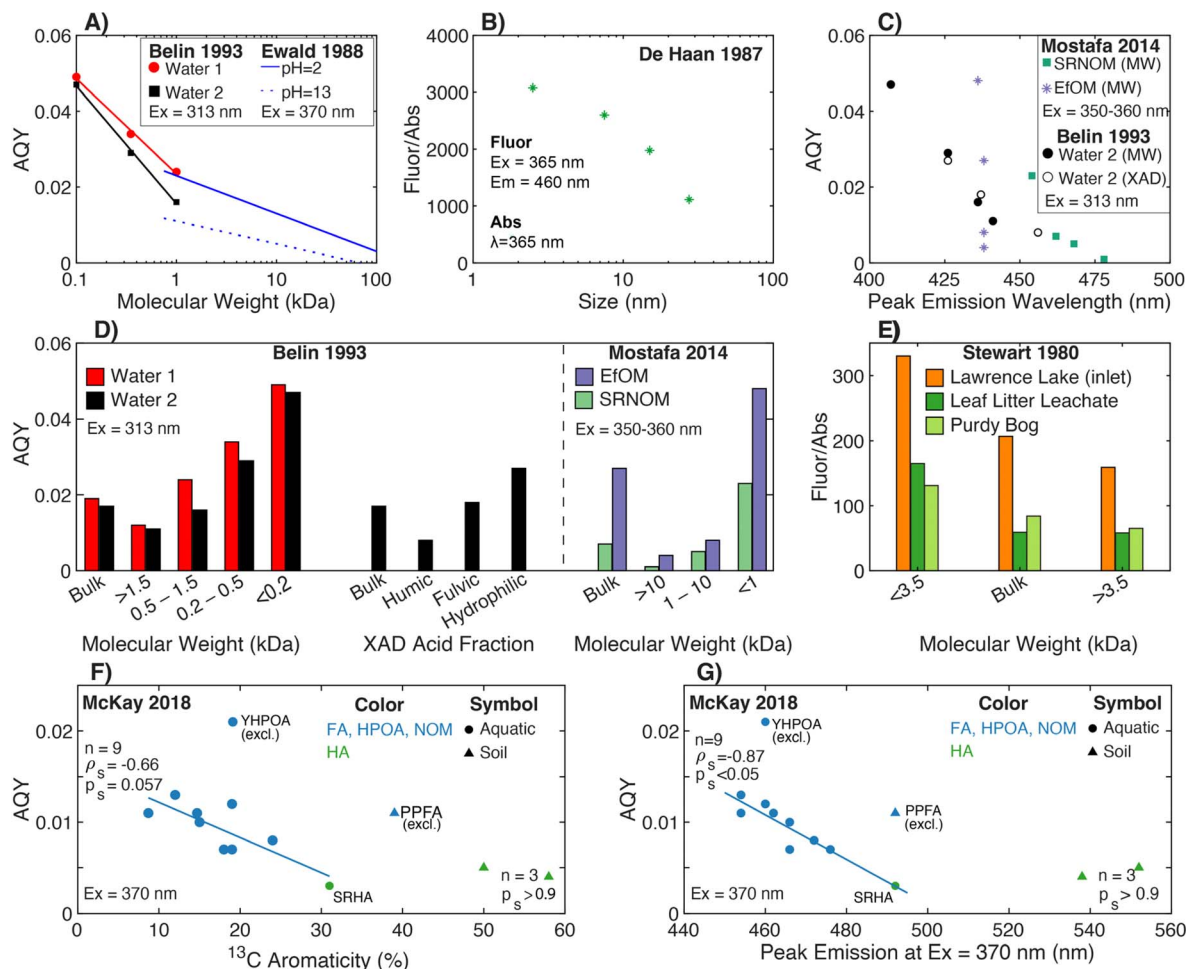 A)
0.06
0.04
0.02
0
AQY
Belin 1993
Water 1
Water 2
Ex = 313 nm
Ewald 1988
pH=2
pH=13
Ex = 370 nm
0.1
1
10
100
Molecular Weight (kDa)
B)
4000
3000
2000
1000
0
Fluor/Abs
De Haan 1987
Fluor
Ex = 365 nm
Em = 460 nm
Abs
λ=365 nm
1
10
100
Size (nm)
C)
0.06
0.04
0.02
0
AQY
Mostafa 2014
SRNOM (MW)
EfOM (MW)
Ex = 350-360 nm
Belin 1993
Water 2 (MW)
Water 2 (XAD)
Ex = 313 nm
400
425
450
475
500
Peak Emission Wavelength (nm)
D)
0.06
0.04
0.02
0
AQY
Belin 1993
Water 1
Water 2
Ex = 313 nm
Mostafa 2014
EfOM
SRNOM
Ex = 350-360 nm
Bulk
>1.5
0.5 – 1.5
0.2 – 0.5
<0.2
Molecular Weight (kDa)
Bulk
Humic
Fulvic
Hydrophilic
XAD Acid Fraction
Bulk
>10
1 – 10
<1
Molecular Weight (kDa)
E)
300
200
100
0
Fluor/Abs
Stewart 1980
Lawrence Lake (inlet)
Leaf Litter Leachate
Purdy Bog
<3.5
Bulk
>3.5
Molecular Weight (kDa)
F)
0.02
0.01
0
AQY
McKay 2018
n = 9
ρs = -0.66
ps = 0.057
YHPOA
(excl.)
Color
FA, HPOA, NOM
HA
Symbol
Aquatic
Soil
PPFA
(excl.)
SRHA
n = 3
ps >0.9
Ex = 370 nm
0
10
20
30
40
50
60
13C Aromaticity (%)
G)
0.02
0.01
0
AQY
McKay 2018
n=9
ρs=-0.87
ps<0.05
YHPOA
(excl.)
Color
FA, HPOA, NOM
HA
Symbol
Aquatic
Soil
PPFA
(excl.)
SRHA
n = 3
ps > 0.9
Ex = 370 nm
440
460
480
500
520
540
560
Peak Emission at Ex = 370 nm (nm)